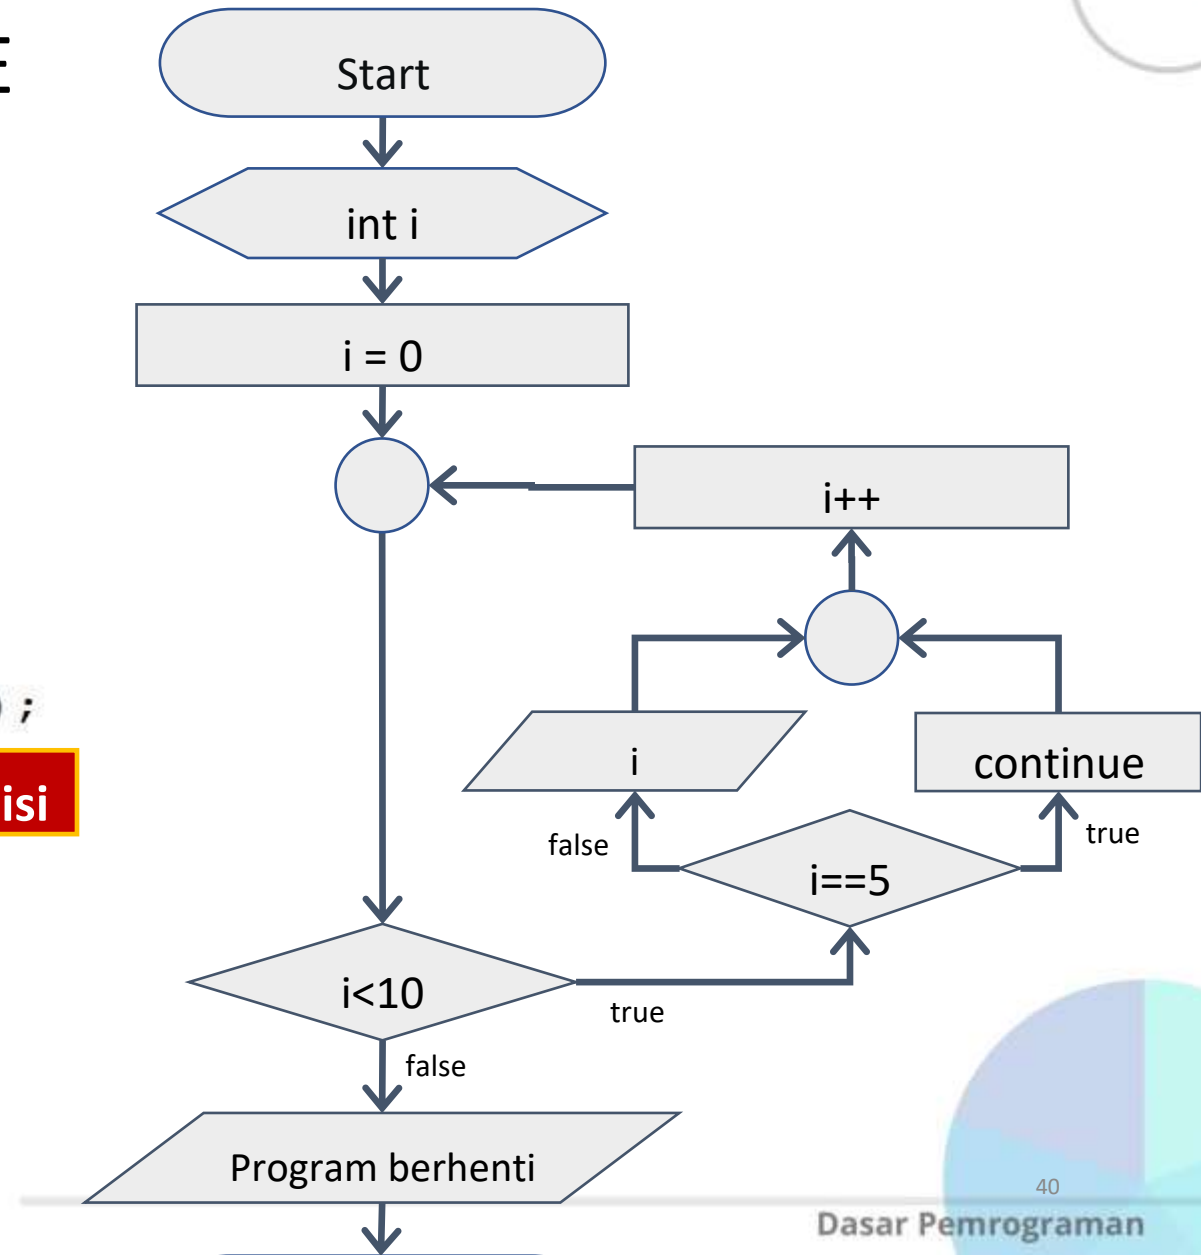 E
Start
int i
i = 0
i++
) ;
isi
i
continue
false
true
i==5
i<10
true
false
Program berhenti
40
Dasar Pemrograman